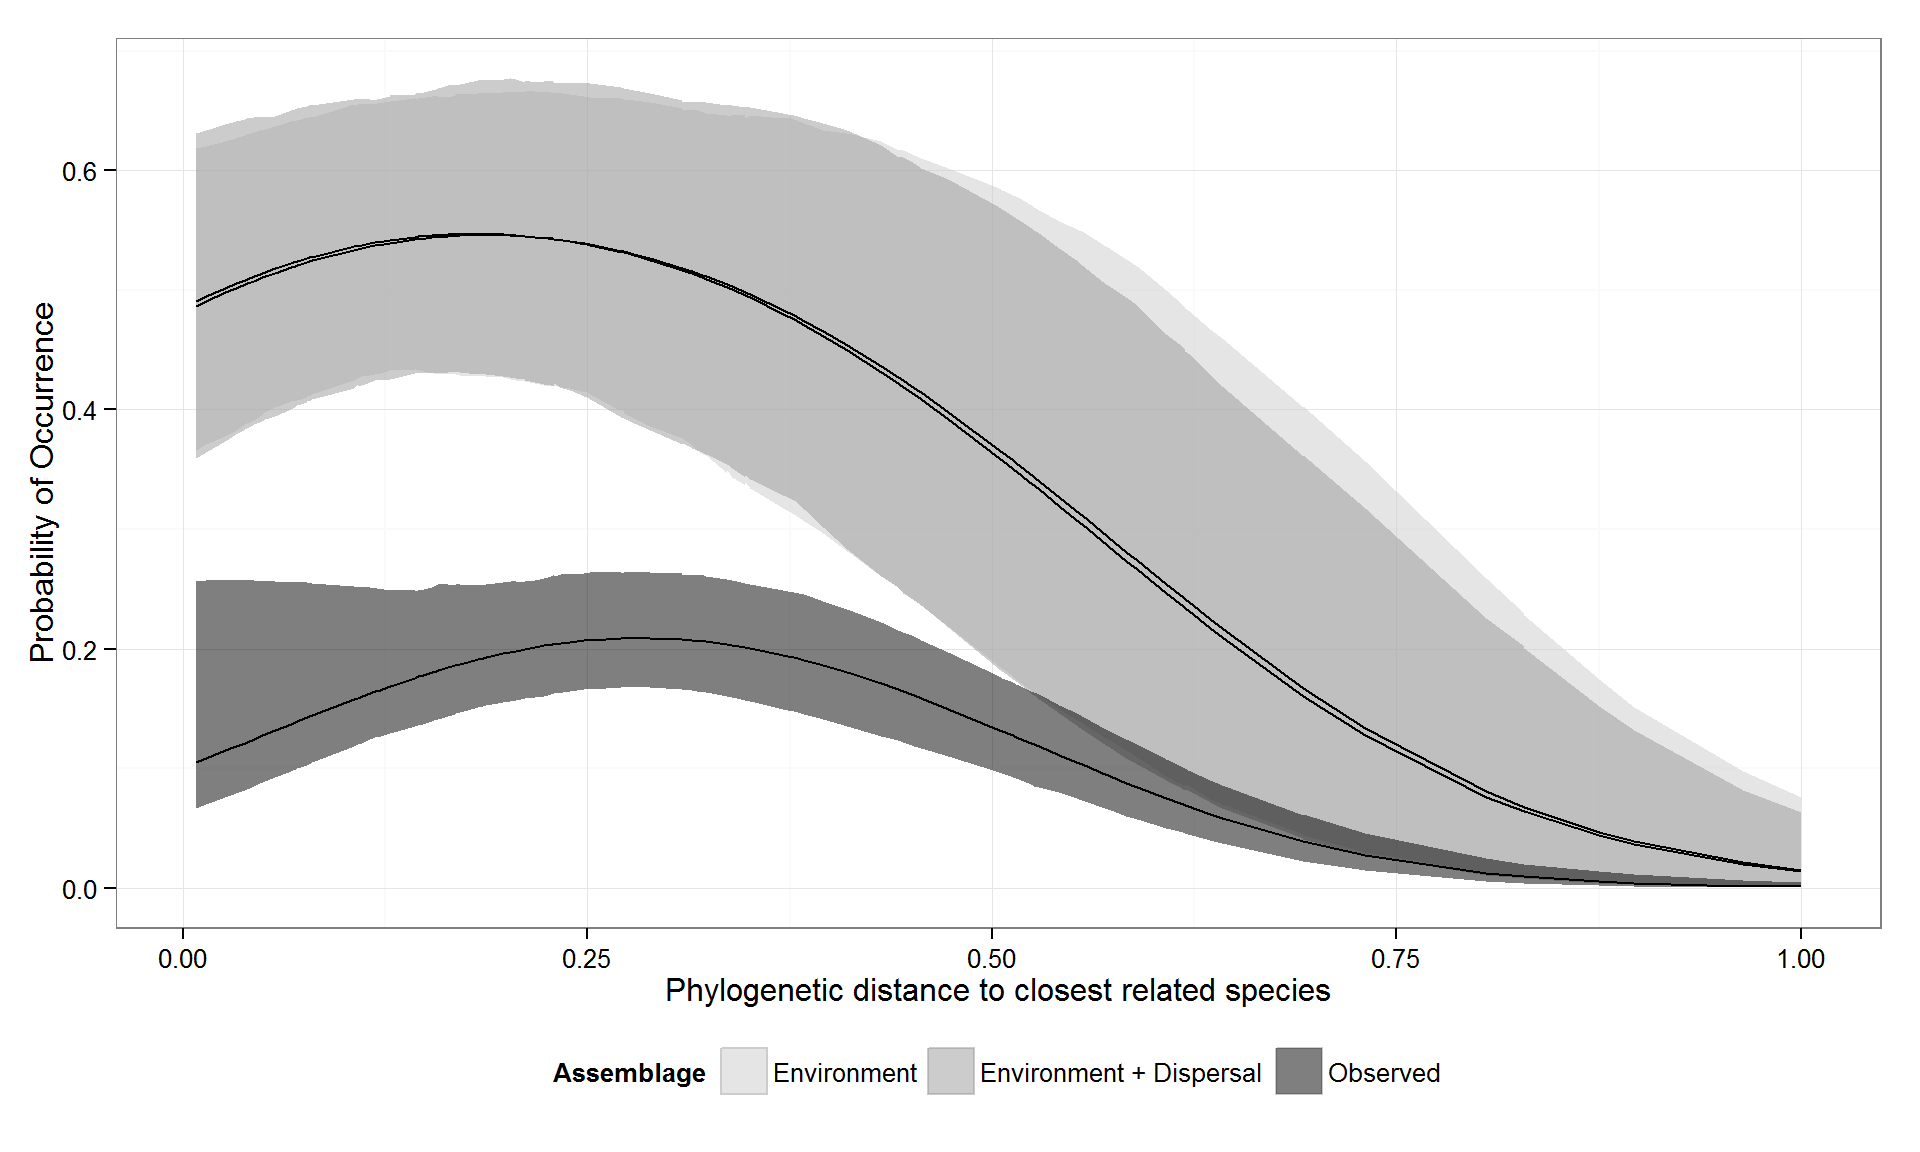 Probability of Occurrence
0.6
0.4
0.2
0.0
0.00 0.25 0.50 0.75 1.00
Phylogenetic distance to closest related species
Assemblage Environment Environment + Dispersal Observed